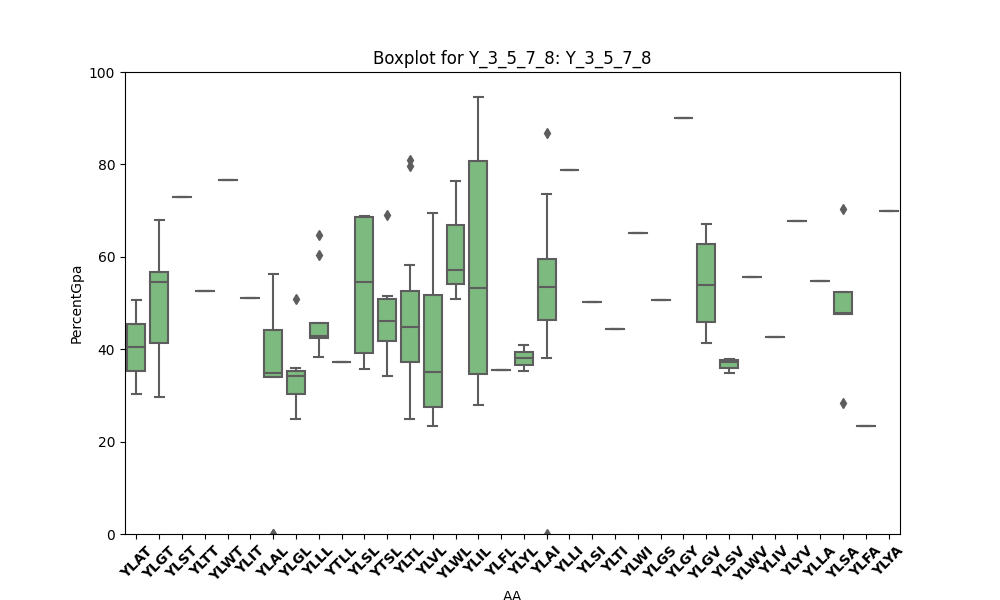 Boxplot for Y_3_5_7_8: Y_3_5_7_8
100
80
60
40
20
0
PercentGpa
YLAT YLGT YLST YLTT YLWT YLIT YLAL YLGL YLLL YTLL YLSL YTSL YLTL YLVL YLWL YLIL YLFL YLYL YLAI YLLI YLSI YLTI YLWI YLGS YLGY YLGV YLSV YLWV YLIV YLYV YLLA YLSA YLFA YLYA
AA